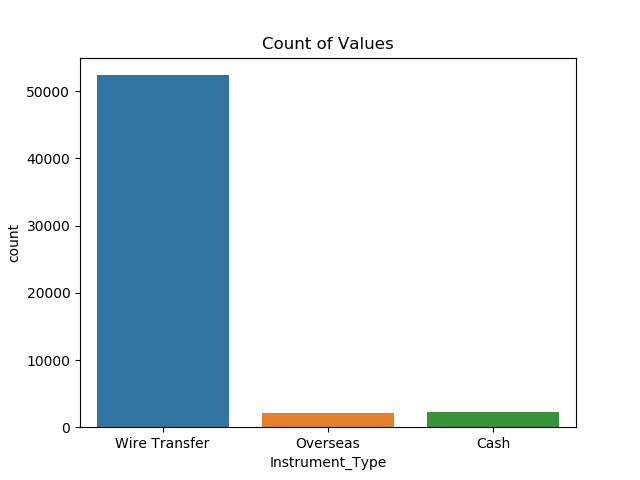 Count of Values
count
50000
40000
30000
20000
10000
0
Wire Transfer
Overseas
Cash
Instrument_Type